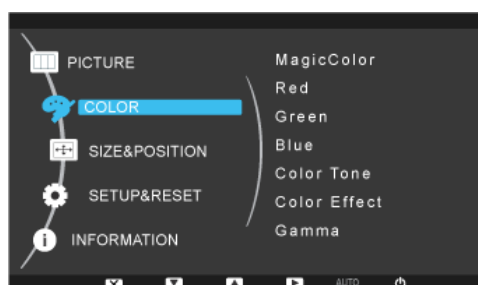 PICTURE
COLOR
SIZE&POSITION
SETUP&RESET
INFORMATION
MagicColor
Red
Green
Blue
Color Tone
Color Effect
Gamma
AUTO